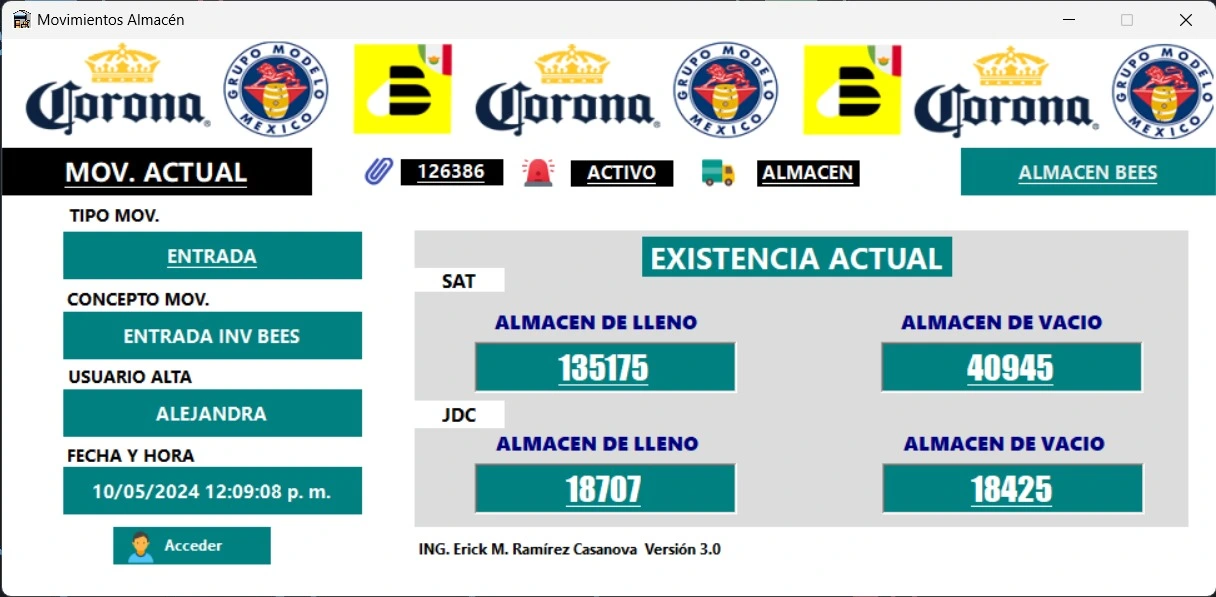 Movimientos Almacén
Corona
GRUPO MODELO MEXICO
B
Corona
GRUPO MODELO MEXICO
B
Corona
GRUPO MODELO MEXICO
MOV. ACTUAL
126386
ACTIVO
ALMACEN
ALMACEN BEES
TIPO MOV.
ENTRADA
CONCEPTO MOV.
ENTRADA INV BEES
USUARIO ALTA
ALEJANDRA
FECHA Y HORA
10/05/2024 12:09:08 p. m.
Acceder
EXISTENCIA ACTUAL
SAT
ALMACEN DE LLENO
ALMACEN DE VACIO
135175
40945
JDC
ALMACEN DE LLENO
ALMACEN DE VACIO
18707
18425
ING. Erick M. Ramírez Casanova Versión 3.0